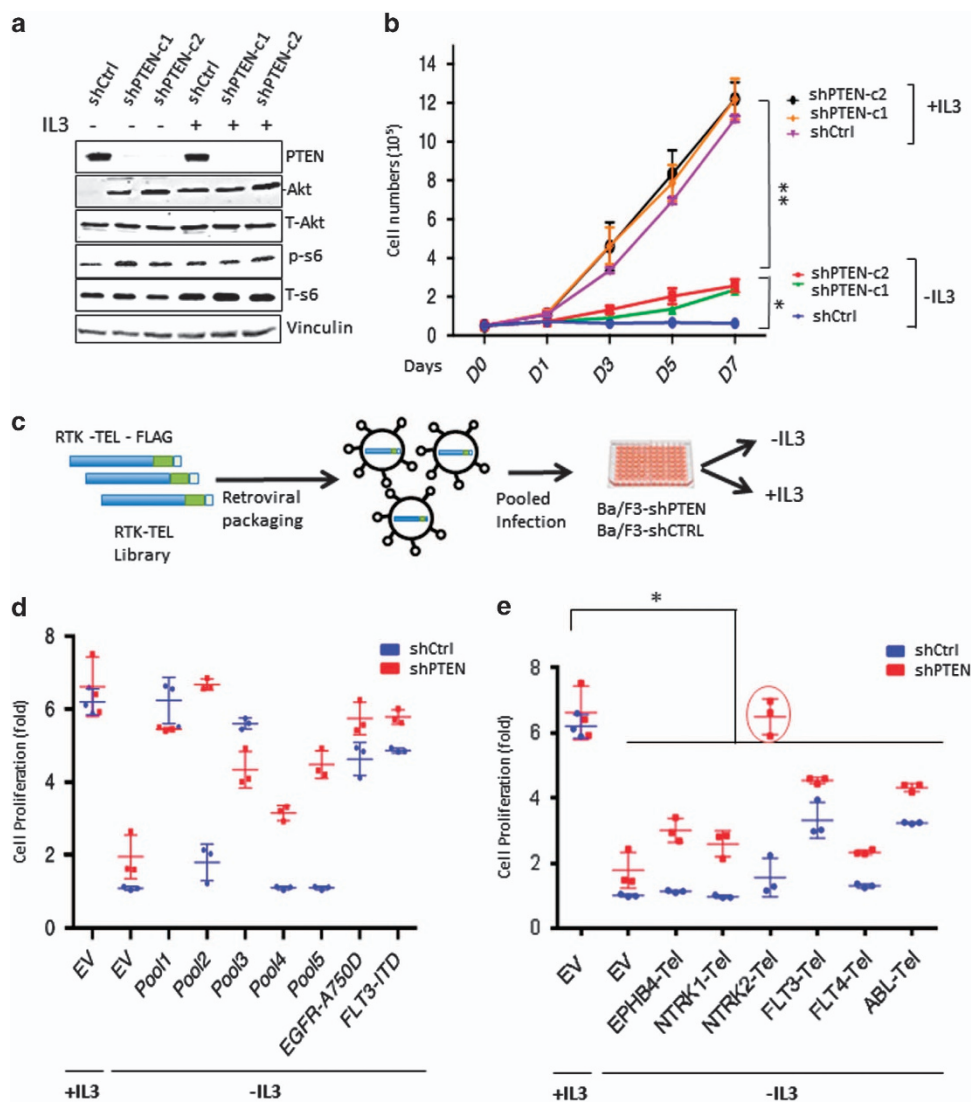 a
shCtrl shPTEN-c1 shPTEN-c2 shCtrl shPTEN-c1 shPTEN-c2
IL3 - - - + + +
PTEN
-Akt
T-Akt
p-s6
T-s6
Vinculin
b
14
12
10
8
6
4
2
0
Cell numbers (10⁵)
Days D0 D1 D3 D5 D7
shPTEN-c2
shPTEN-c1
shCtrl
+IL3
**
shPTEN-c2
shPTEN-c1
shCtrl
-IL3
*
c
RTK -TEL - FLAG
RTK-TEL
Library
Retroviral
packaging
Pooled
Infection
Ba/F3-shPTEN
Ba/F3-shCTRL
-IL3
+IL3
d
8
6
4
2
0
Cell Proliferation (fold)
shCtrl
shPTEN
EV EV Pool1 Pool2 Pool3 Pool4 Pool5 EGFR-A750D FLT3-ITD
+IL3 -IL3
e
*
8
6
4
2
0
Cell Proliferation (fold)
shCtrl
shPTEN
EV EV EPHB4-Tel NTRK1-Tel NTRK2-Tel FLT3-Tel FLT4-Tel ABL-Tel
+IL3 -IL3